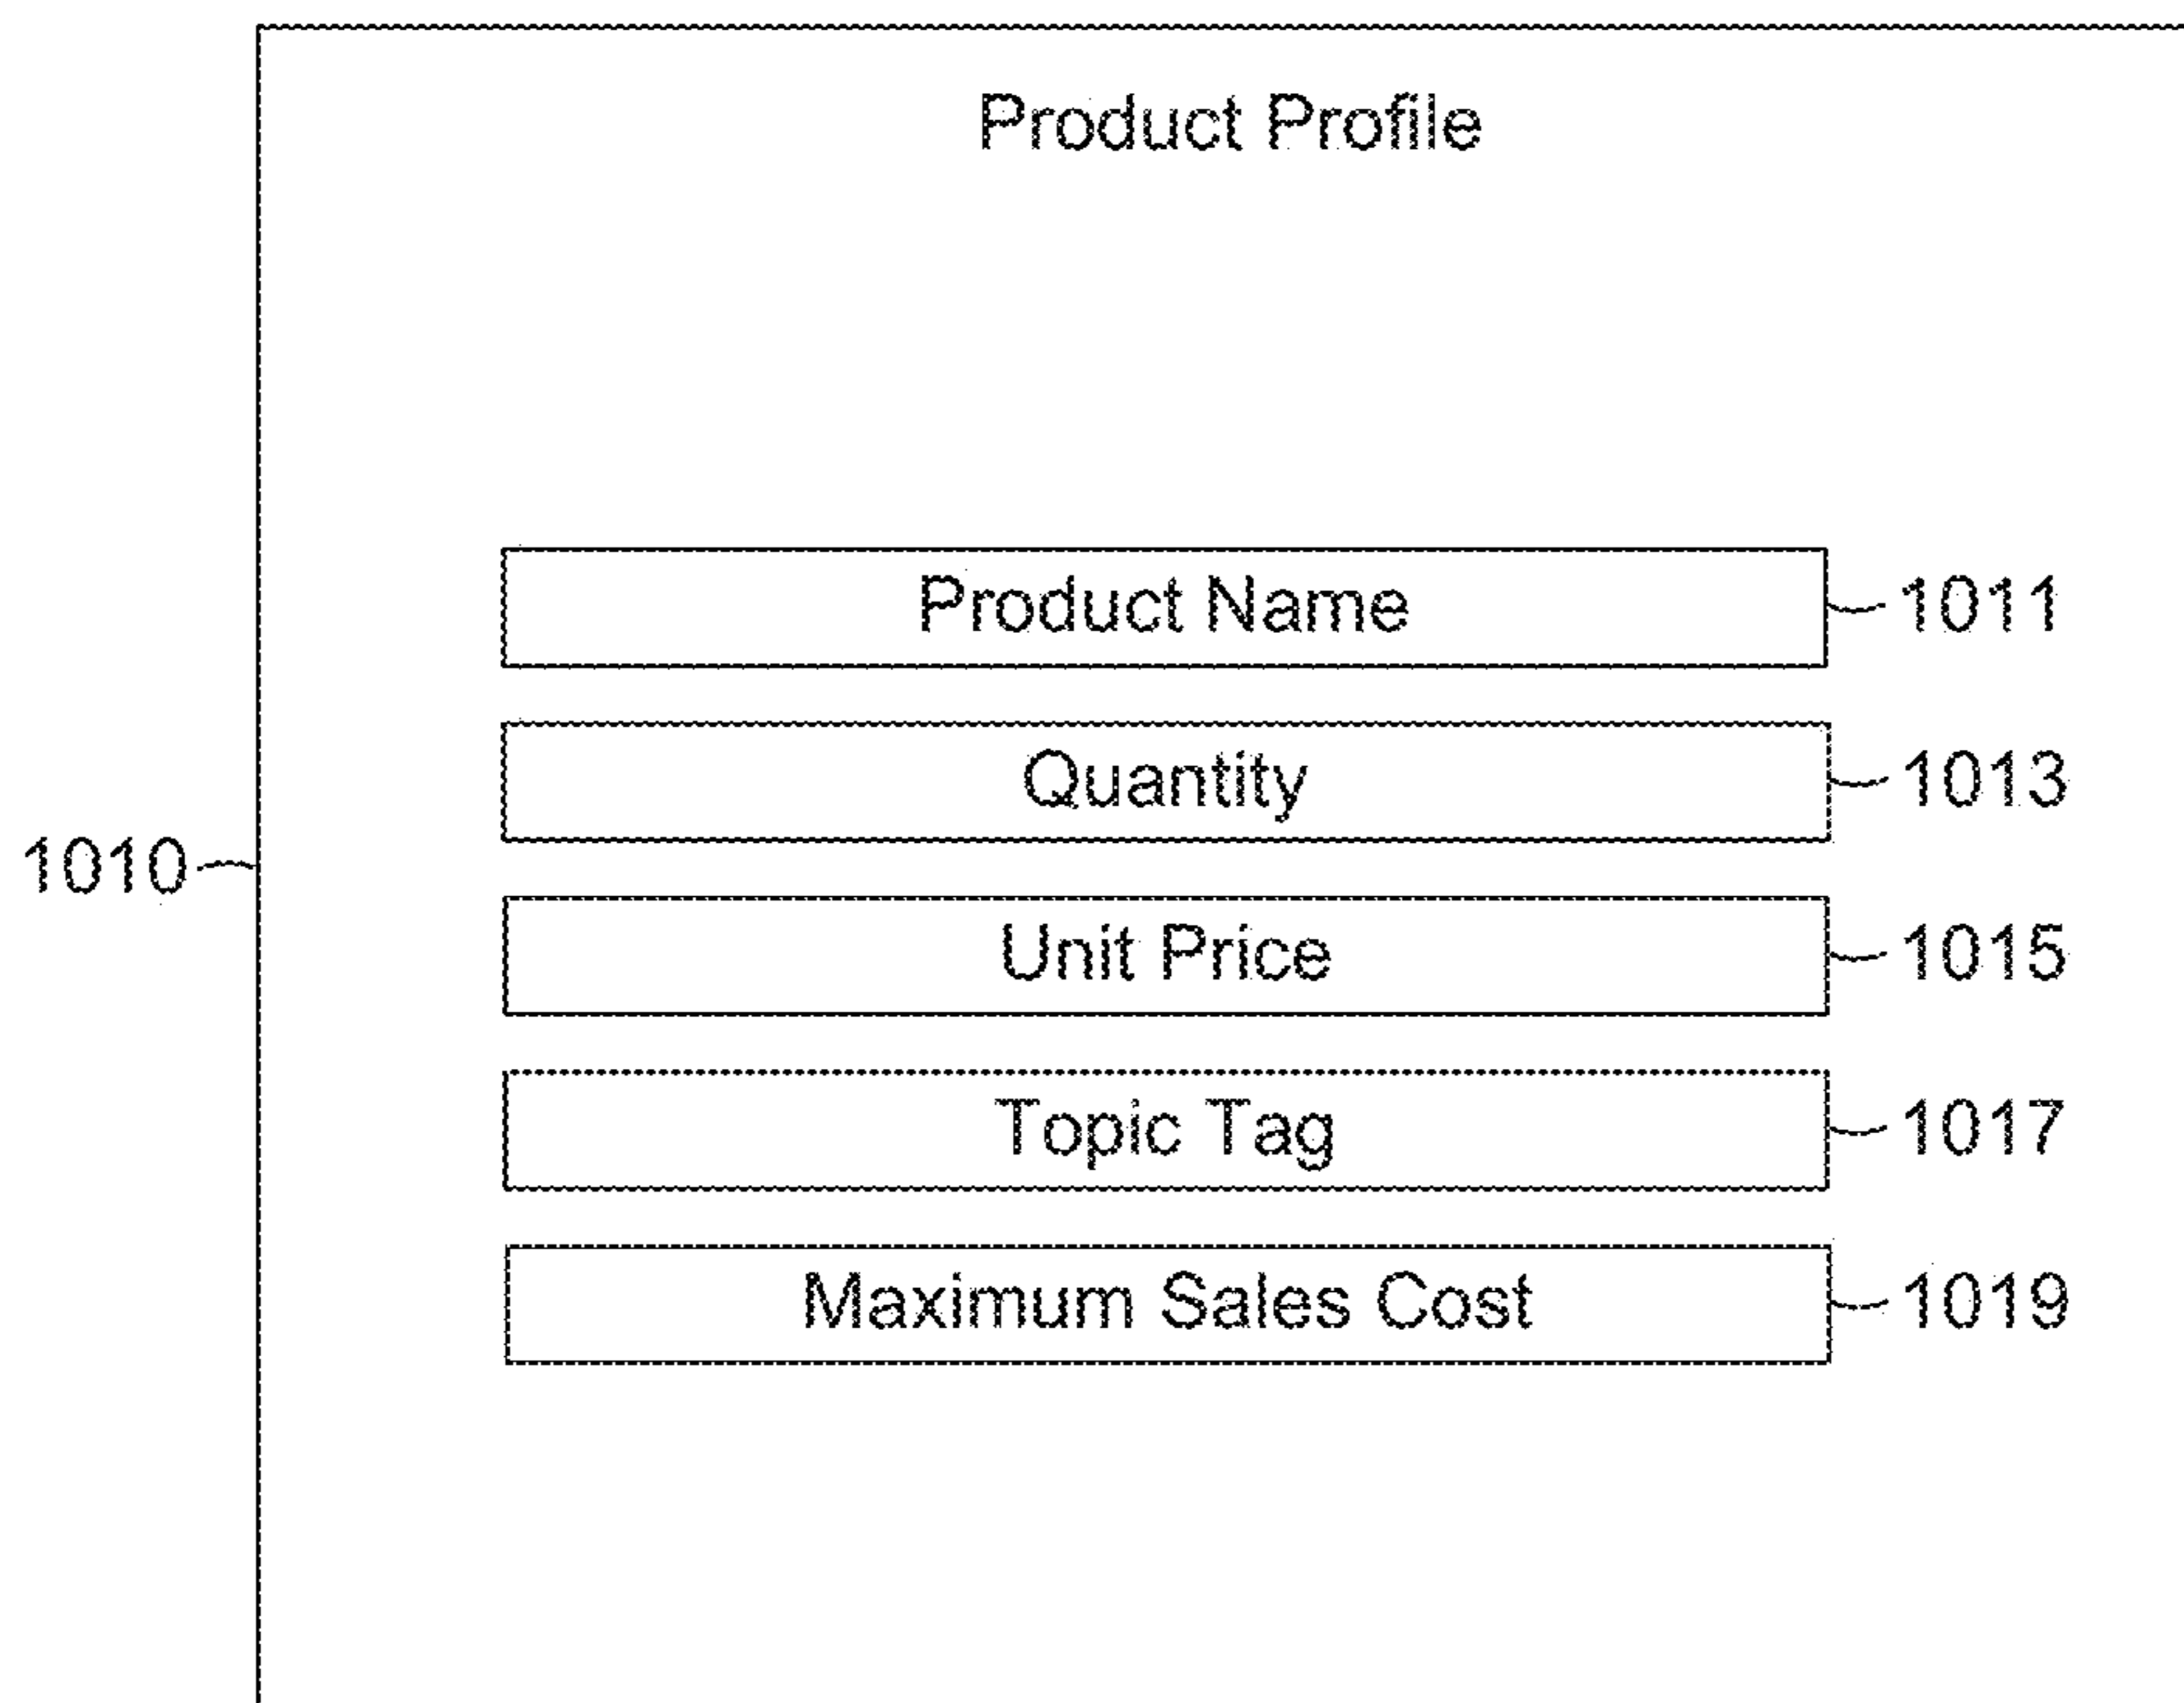 Product Profile
Product Name 1011
Quantity 1013
1010
Unit Price 1015
Topic Tag 1017
Maximum Sales Cost 1019